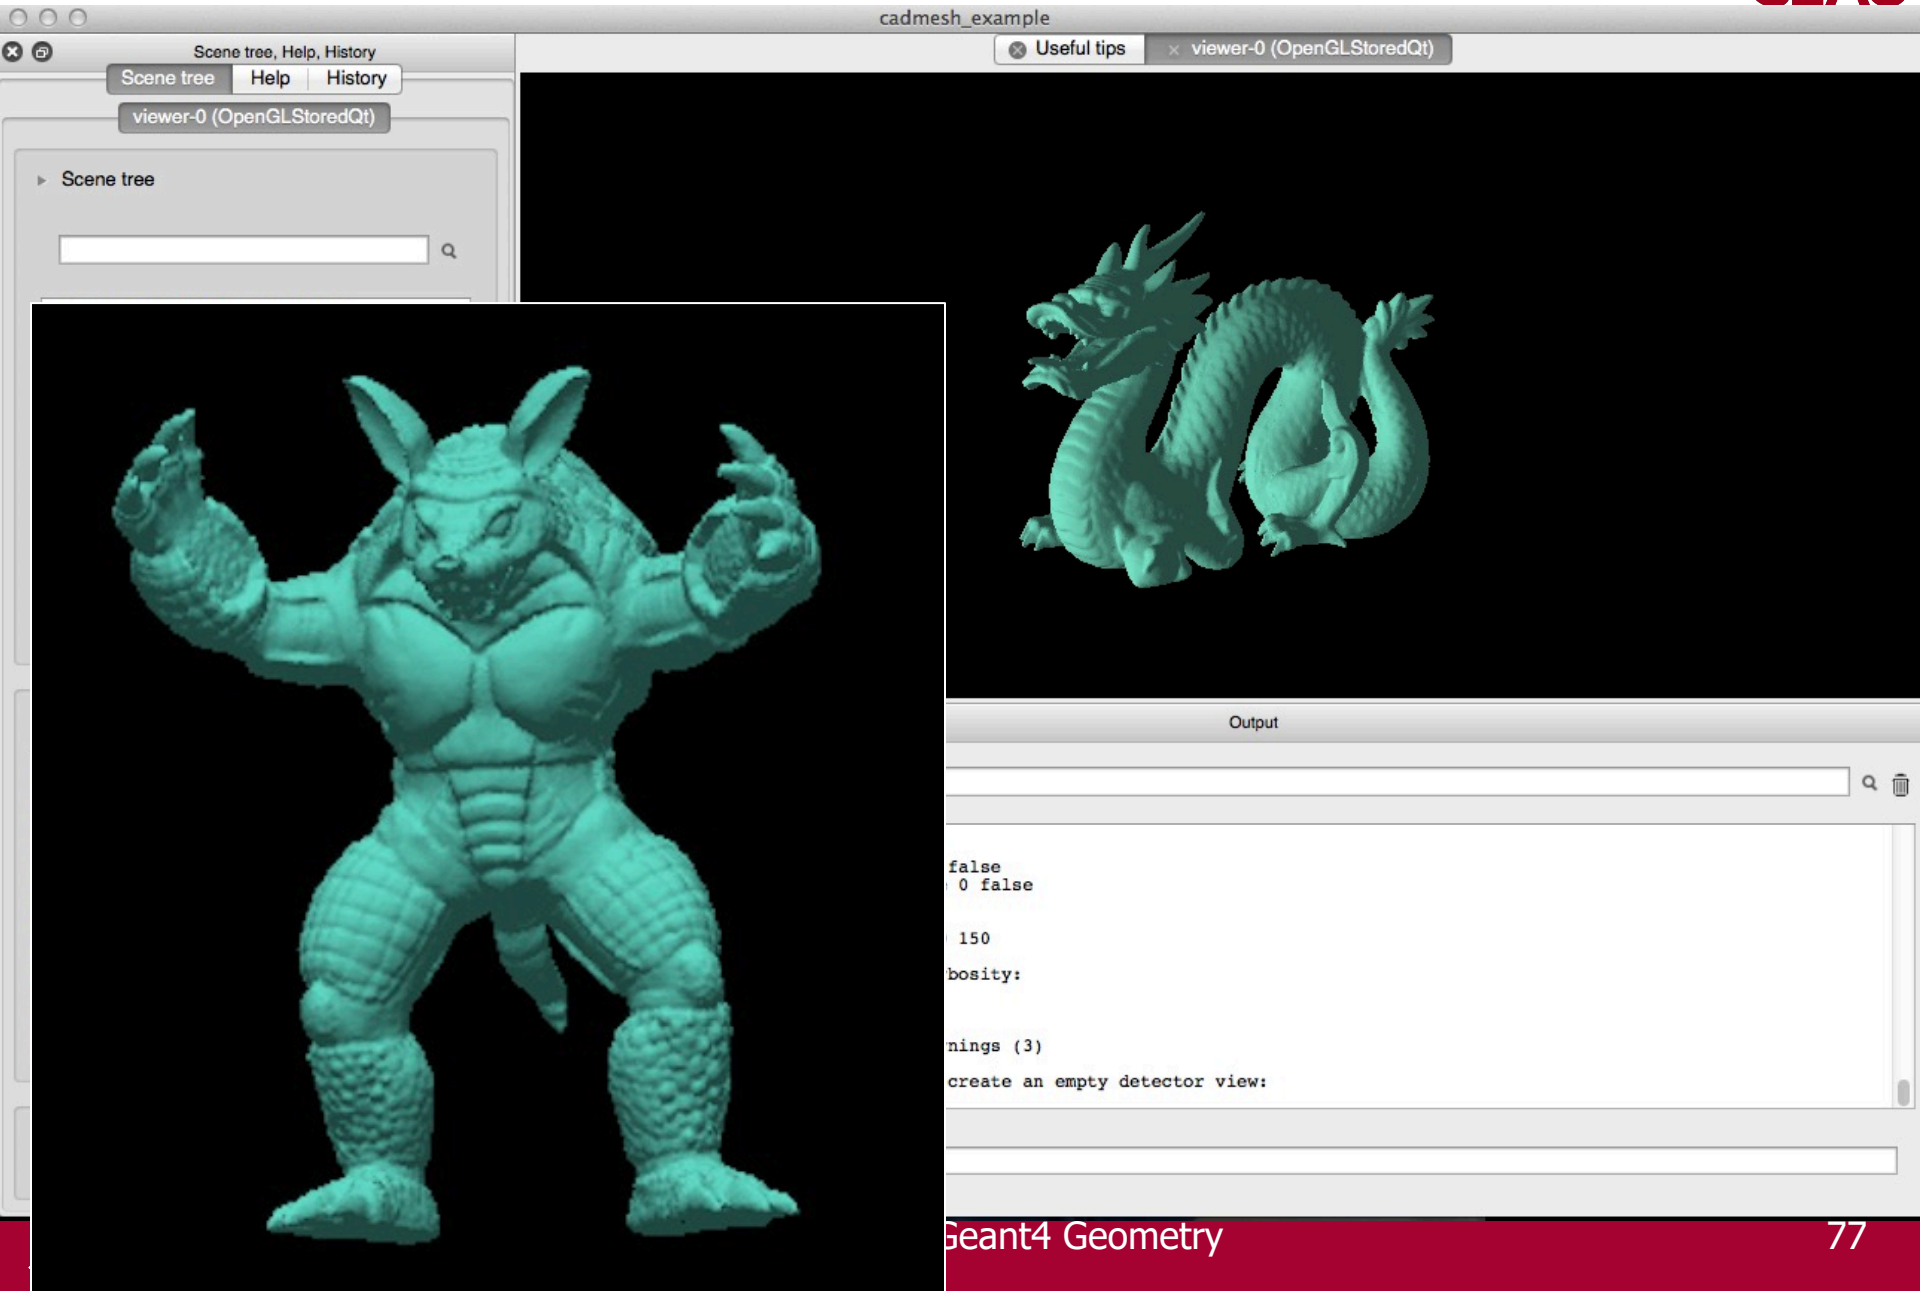 cadmesh_example
Scene tree, Help, History
Scene tree Help History
viewer-0 (OpenGLStoredQt)
Scene tree
Useful tips viewer-0 (OpenGLStoredQt)
Output
false
0 false
150
bosity:
nings (3)
create an empty detector view:
Geant4 Geometry
77